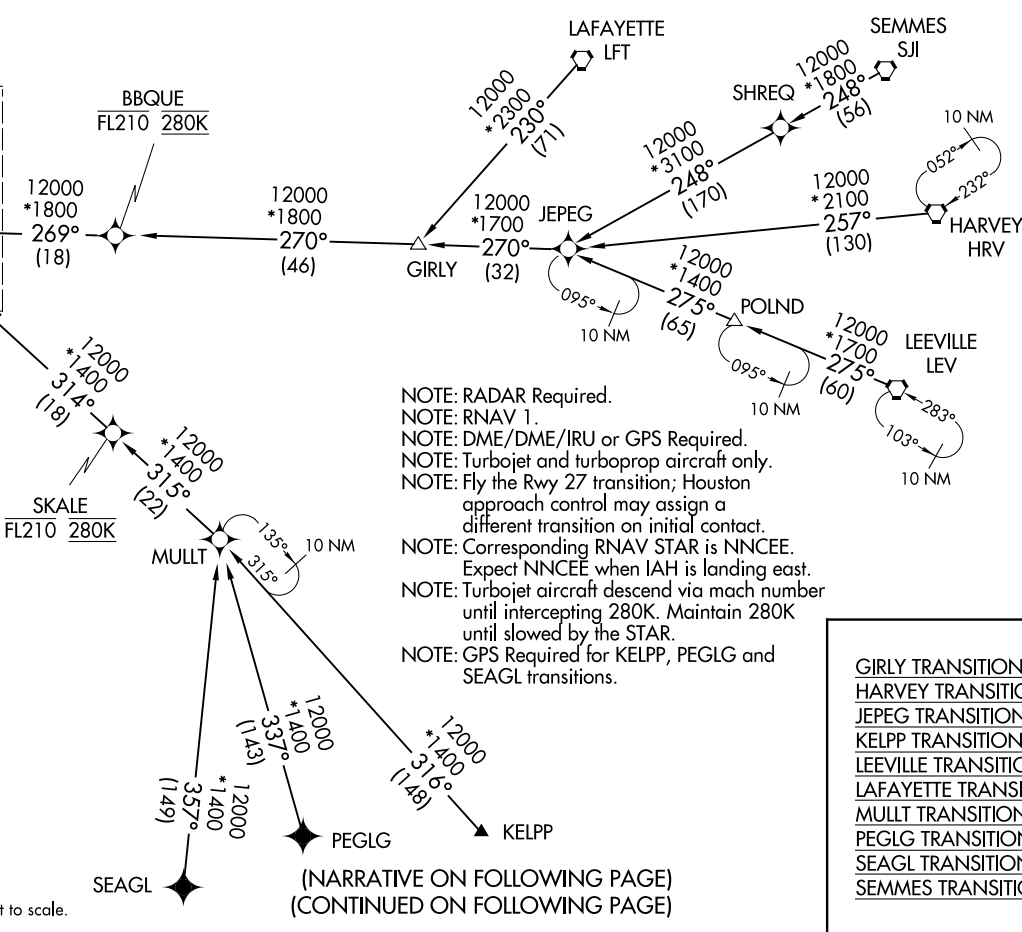 LAFAYETTE
LFT
12000
*2300
230°
(71)
SEMMES
SJI
12000
*1800
248°
(56)
SHREQ
12000
*3100
248°
(170)
10 NM
052°
232°
HARVEY
HRV
12000
*2100
257°
(130)
BBQUE
FL210 280K
12000
*1800
269°
(18)
12000
*1800
270°
(46)
GIRLY
12000
*1700
270°
(32)
JEPEG
095°
10 NM
12000
*1400
275°
(65)
POLND
095°
10 NM
12000
*1700
275°
(60)
LEEVILLE
LEV
283°
103°
10 NM
12000
*1400
314°
(18)
SKALE
FL210 280K
12000
*1400
315°
(22)
MULLT
135°
315°
10 NM
NOTE: RADAR Required.
NOTE: RNAV 1.
NOTE: DME/DME/IRU or GPS Required.
NOTE: Turbojet and turboprop aircraft only.
NOTE: Fly the Rwy 27 transition; Houston
approach control may assign a
different transition on initial contact.
NOTE: Corresponding RNAV STAR is NNCEE.
Expect NNCEE when IAH is landing east.
NOTE: Turbojet aircraft descend via mach number
until intercepting 280K. Maintain 280K
until slowed by the STAR.
NOTE: GPS Required for KELPP, PEGLG and
SEAGL transitions.
12000
*1400
357°
(149)
SEAGL
12000
*1400
337°
(143)
PEGLG
12000
*1400
316°
(148)
KELPP
(NARRATIVE ON FOLLOWING PAGE)
(CONTINUED ON FOLLOWING PAGE)
t to scale.
GIRLY TRANSITION
HARVEY TRANSITIO
JEPEG TRANSITION
KELPP TRANSITION
LEEVILLE TRANSITIO
LAFAYETTE TRANSI
MULLT TRANSITION
PEGLG TRANSITION
SEAGL TRANSITION
SEMMES TRANSITIO